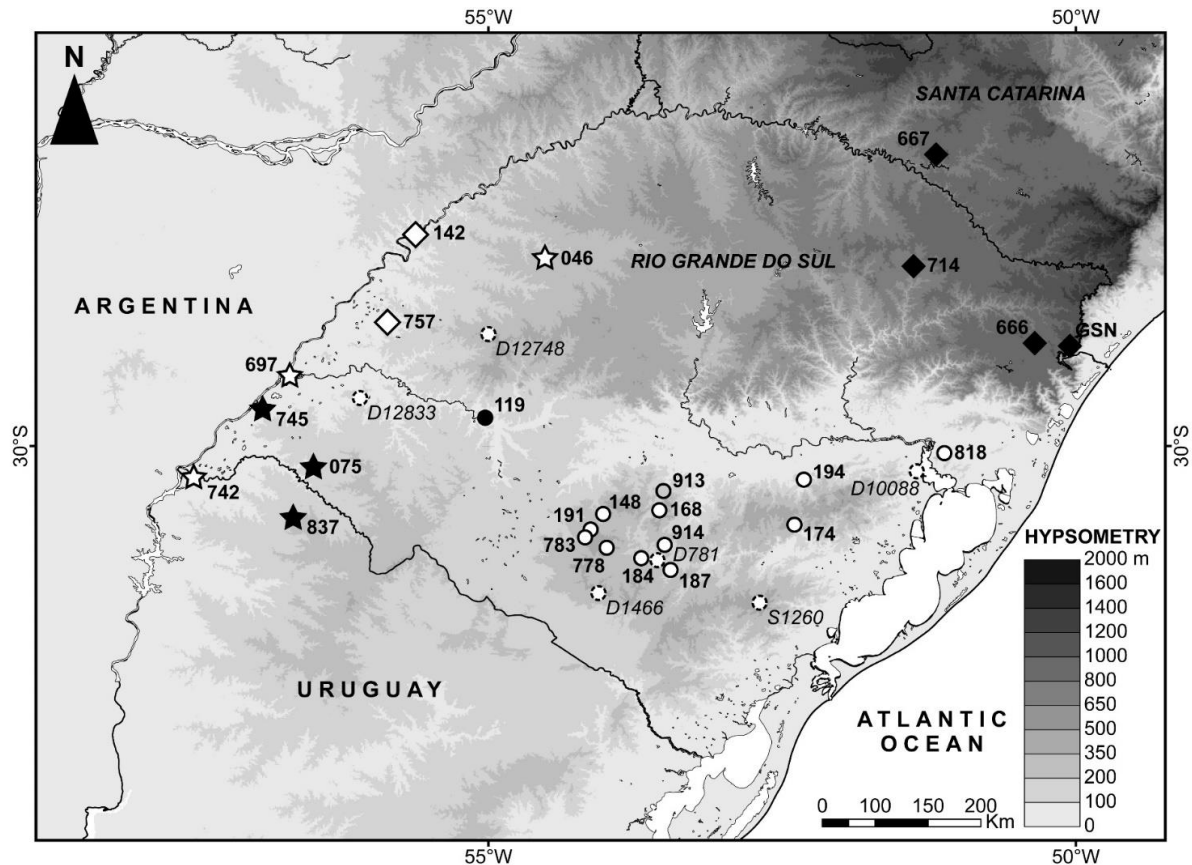 55°W 50°W
N
SANTA CATARINA
667
142
046
RIO GRANDE DO SUL
714
ARGENTINA
757
666
GSN
D12748
697
D12833
119
745
30°S
30°S
818
075
194
D10088
742
913
148
168
837
191
174
914
HYPSOMETRY
783
D781
2000 m
778
184
187
1600
D1466
S1260
1400
1200
1000
URUGUAY
800
ATLANTIC
650
OCEAN
500
350
200
0 100 150 200
100
Km
0
55°W 50°W